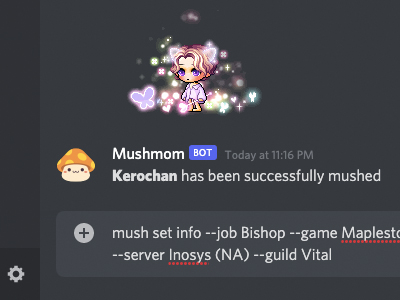 Mushmom BOT Today at 11:16 PM
Kerochan has been successfully mushed
mush set info --job Bishop --game
--server Inosys (NA) --guild Vital